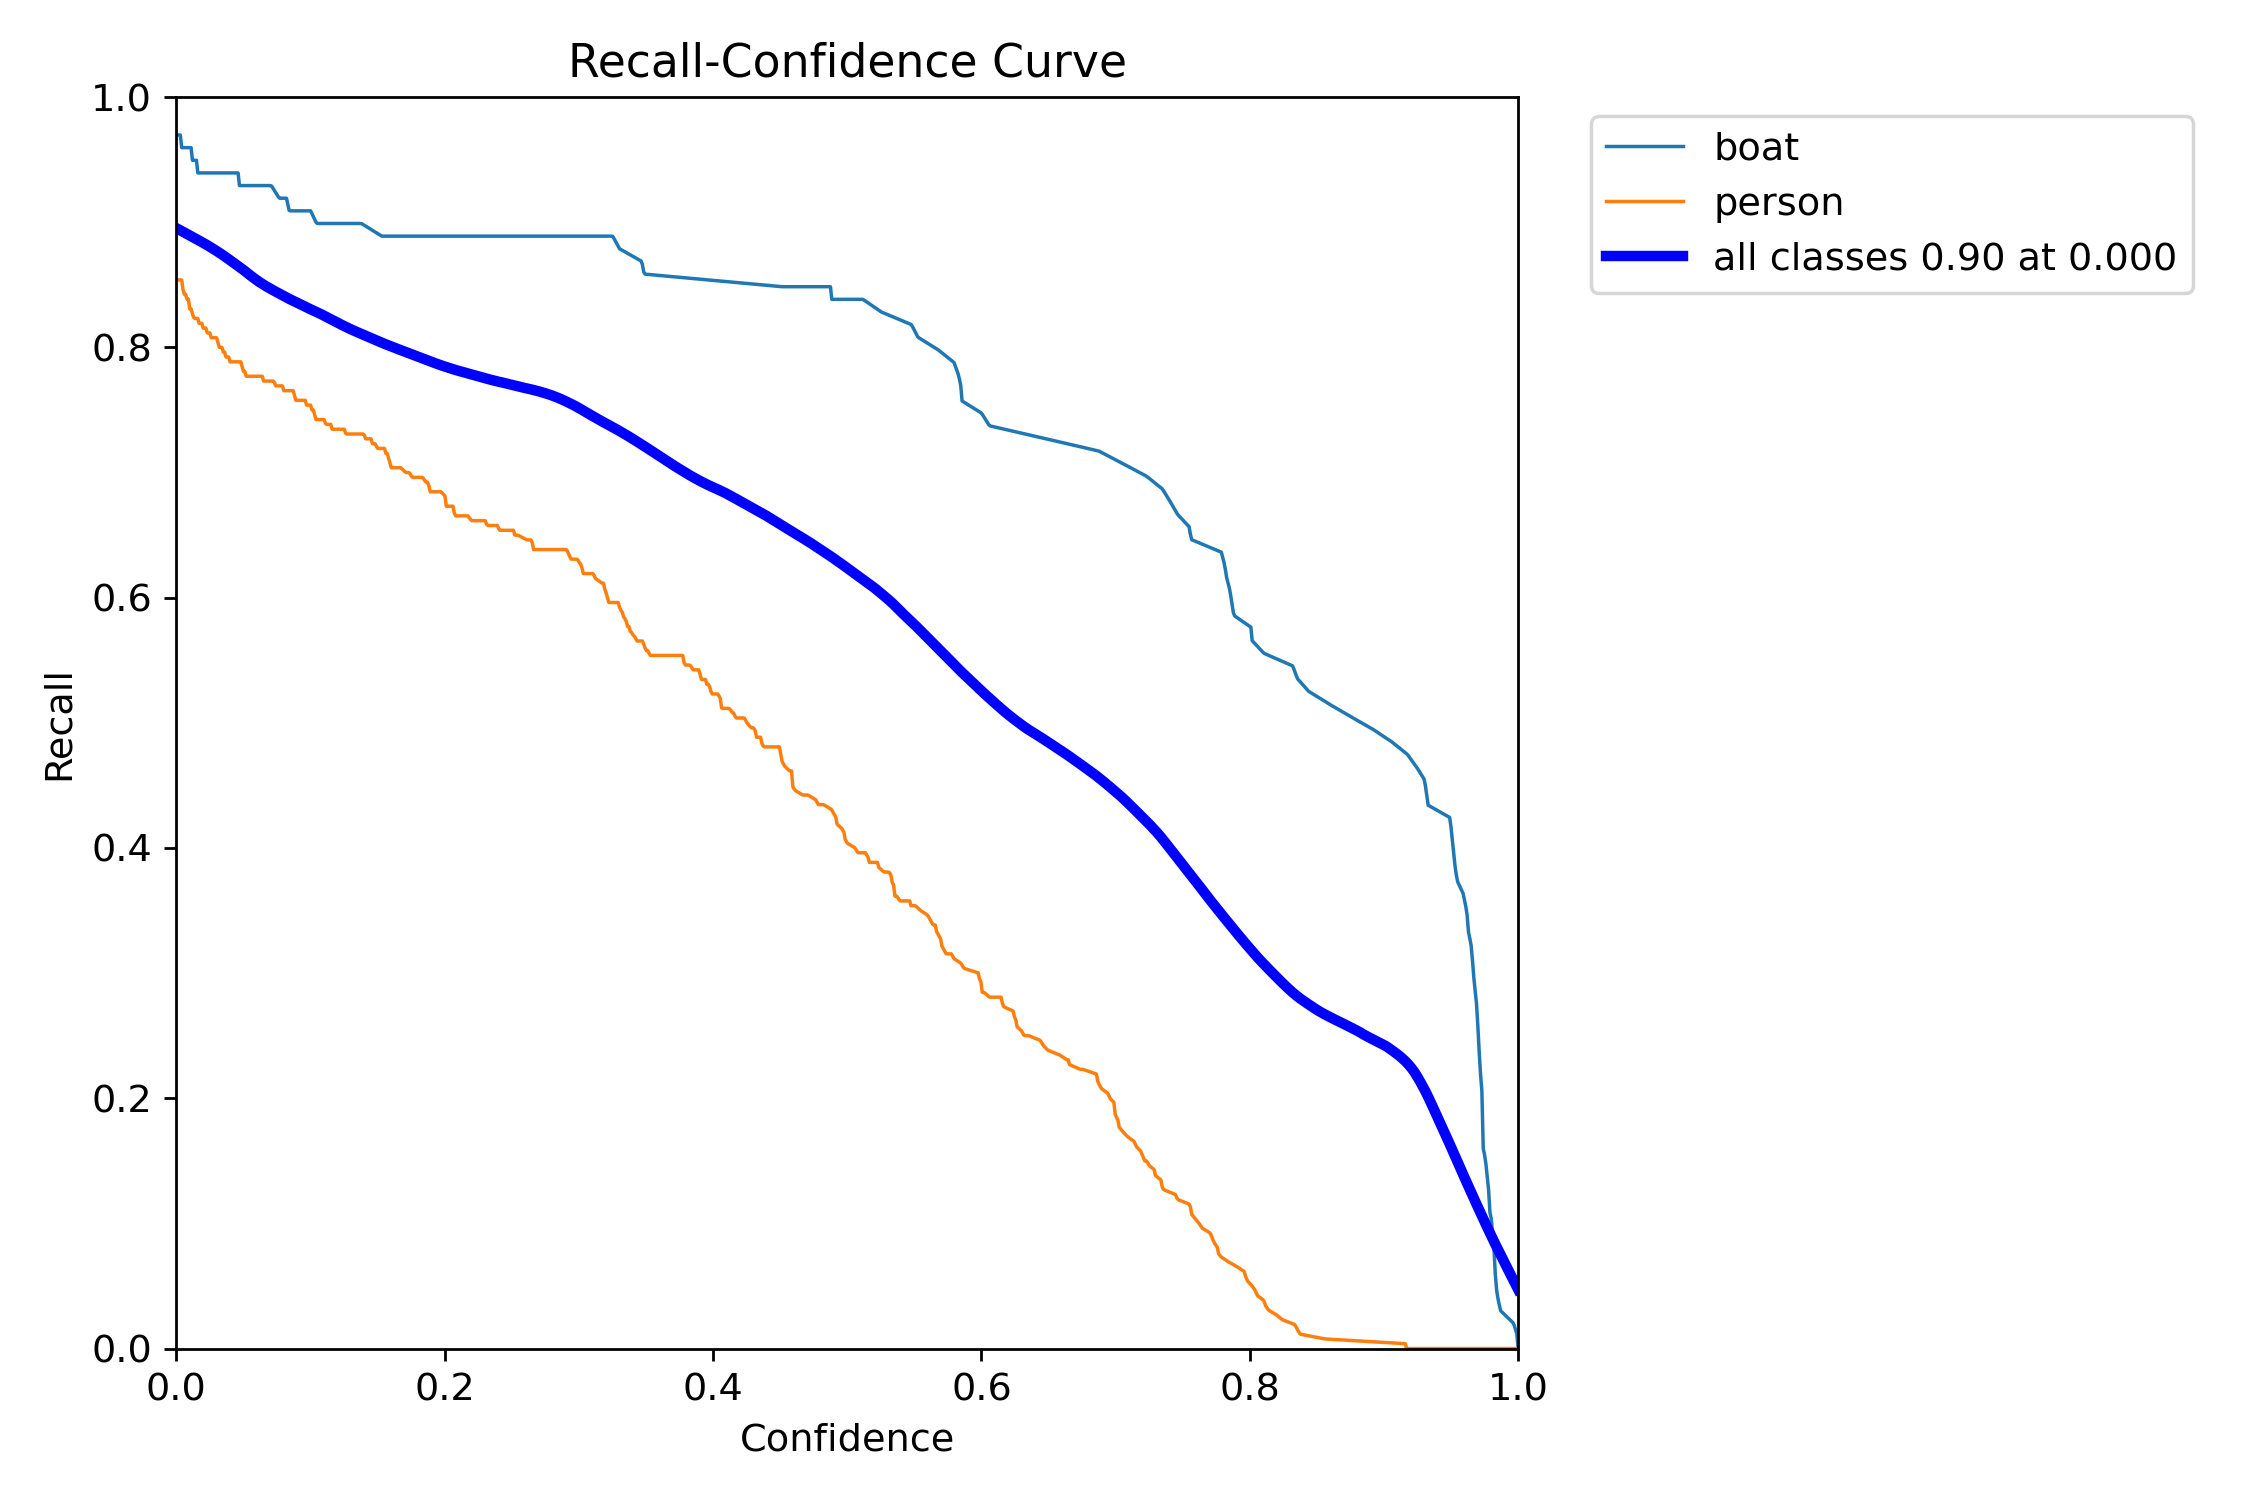 Recall-Confidence Curve
1.0
0.8
0.6
0.4
0.2
0.0
Recall
0.0 0.2 0.4 0.6 0.8 1.0
Confidence
boat
person
all classes 0.90 at 0.000